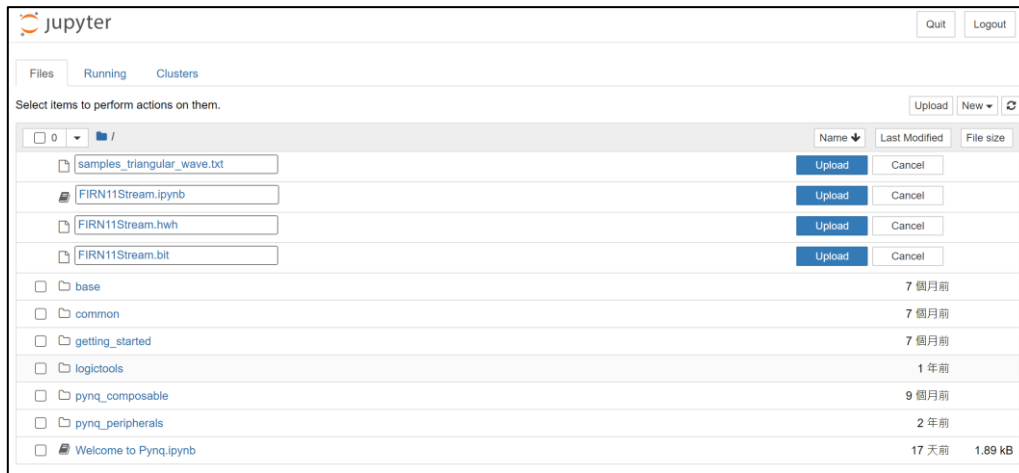 jupyter Quit Logout
Files Running Clusters
Select items to perform actions on them. Upload New
0 / Name Last Modified File size
samples_triangular_wave.txt Upload Cancel
FIRN11Stream.ipynb Upload Cancel
FIRN11Stream.hwh Upload Cancel
FIRN11Stream.bit Upload Cancel
base 7 個月前
common 7 個月前
getting_started 7 個月前
logictools 1 年前
pynq_composable 9 個月前
pynq_peripherals 2 年前
Welcome to Pynq.ipynb 17 天前 1.89 kB